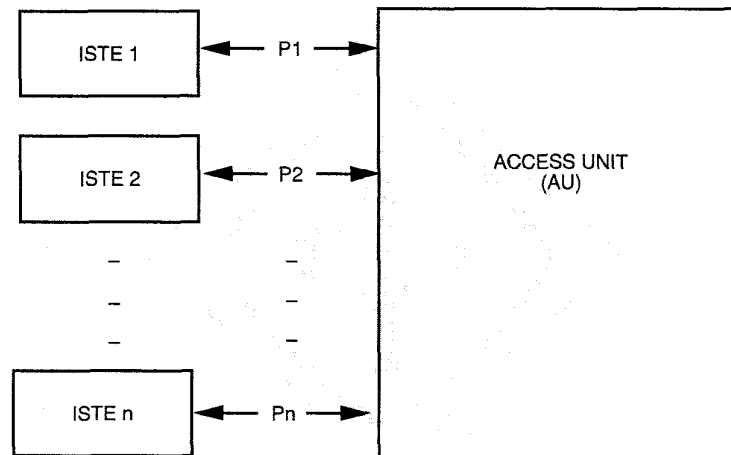 ISTE 1
P1
ISTE 2
P2
ACCESS UNIT
(AU)
ISTE n
Pn